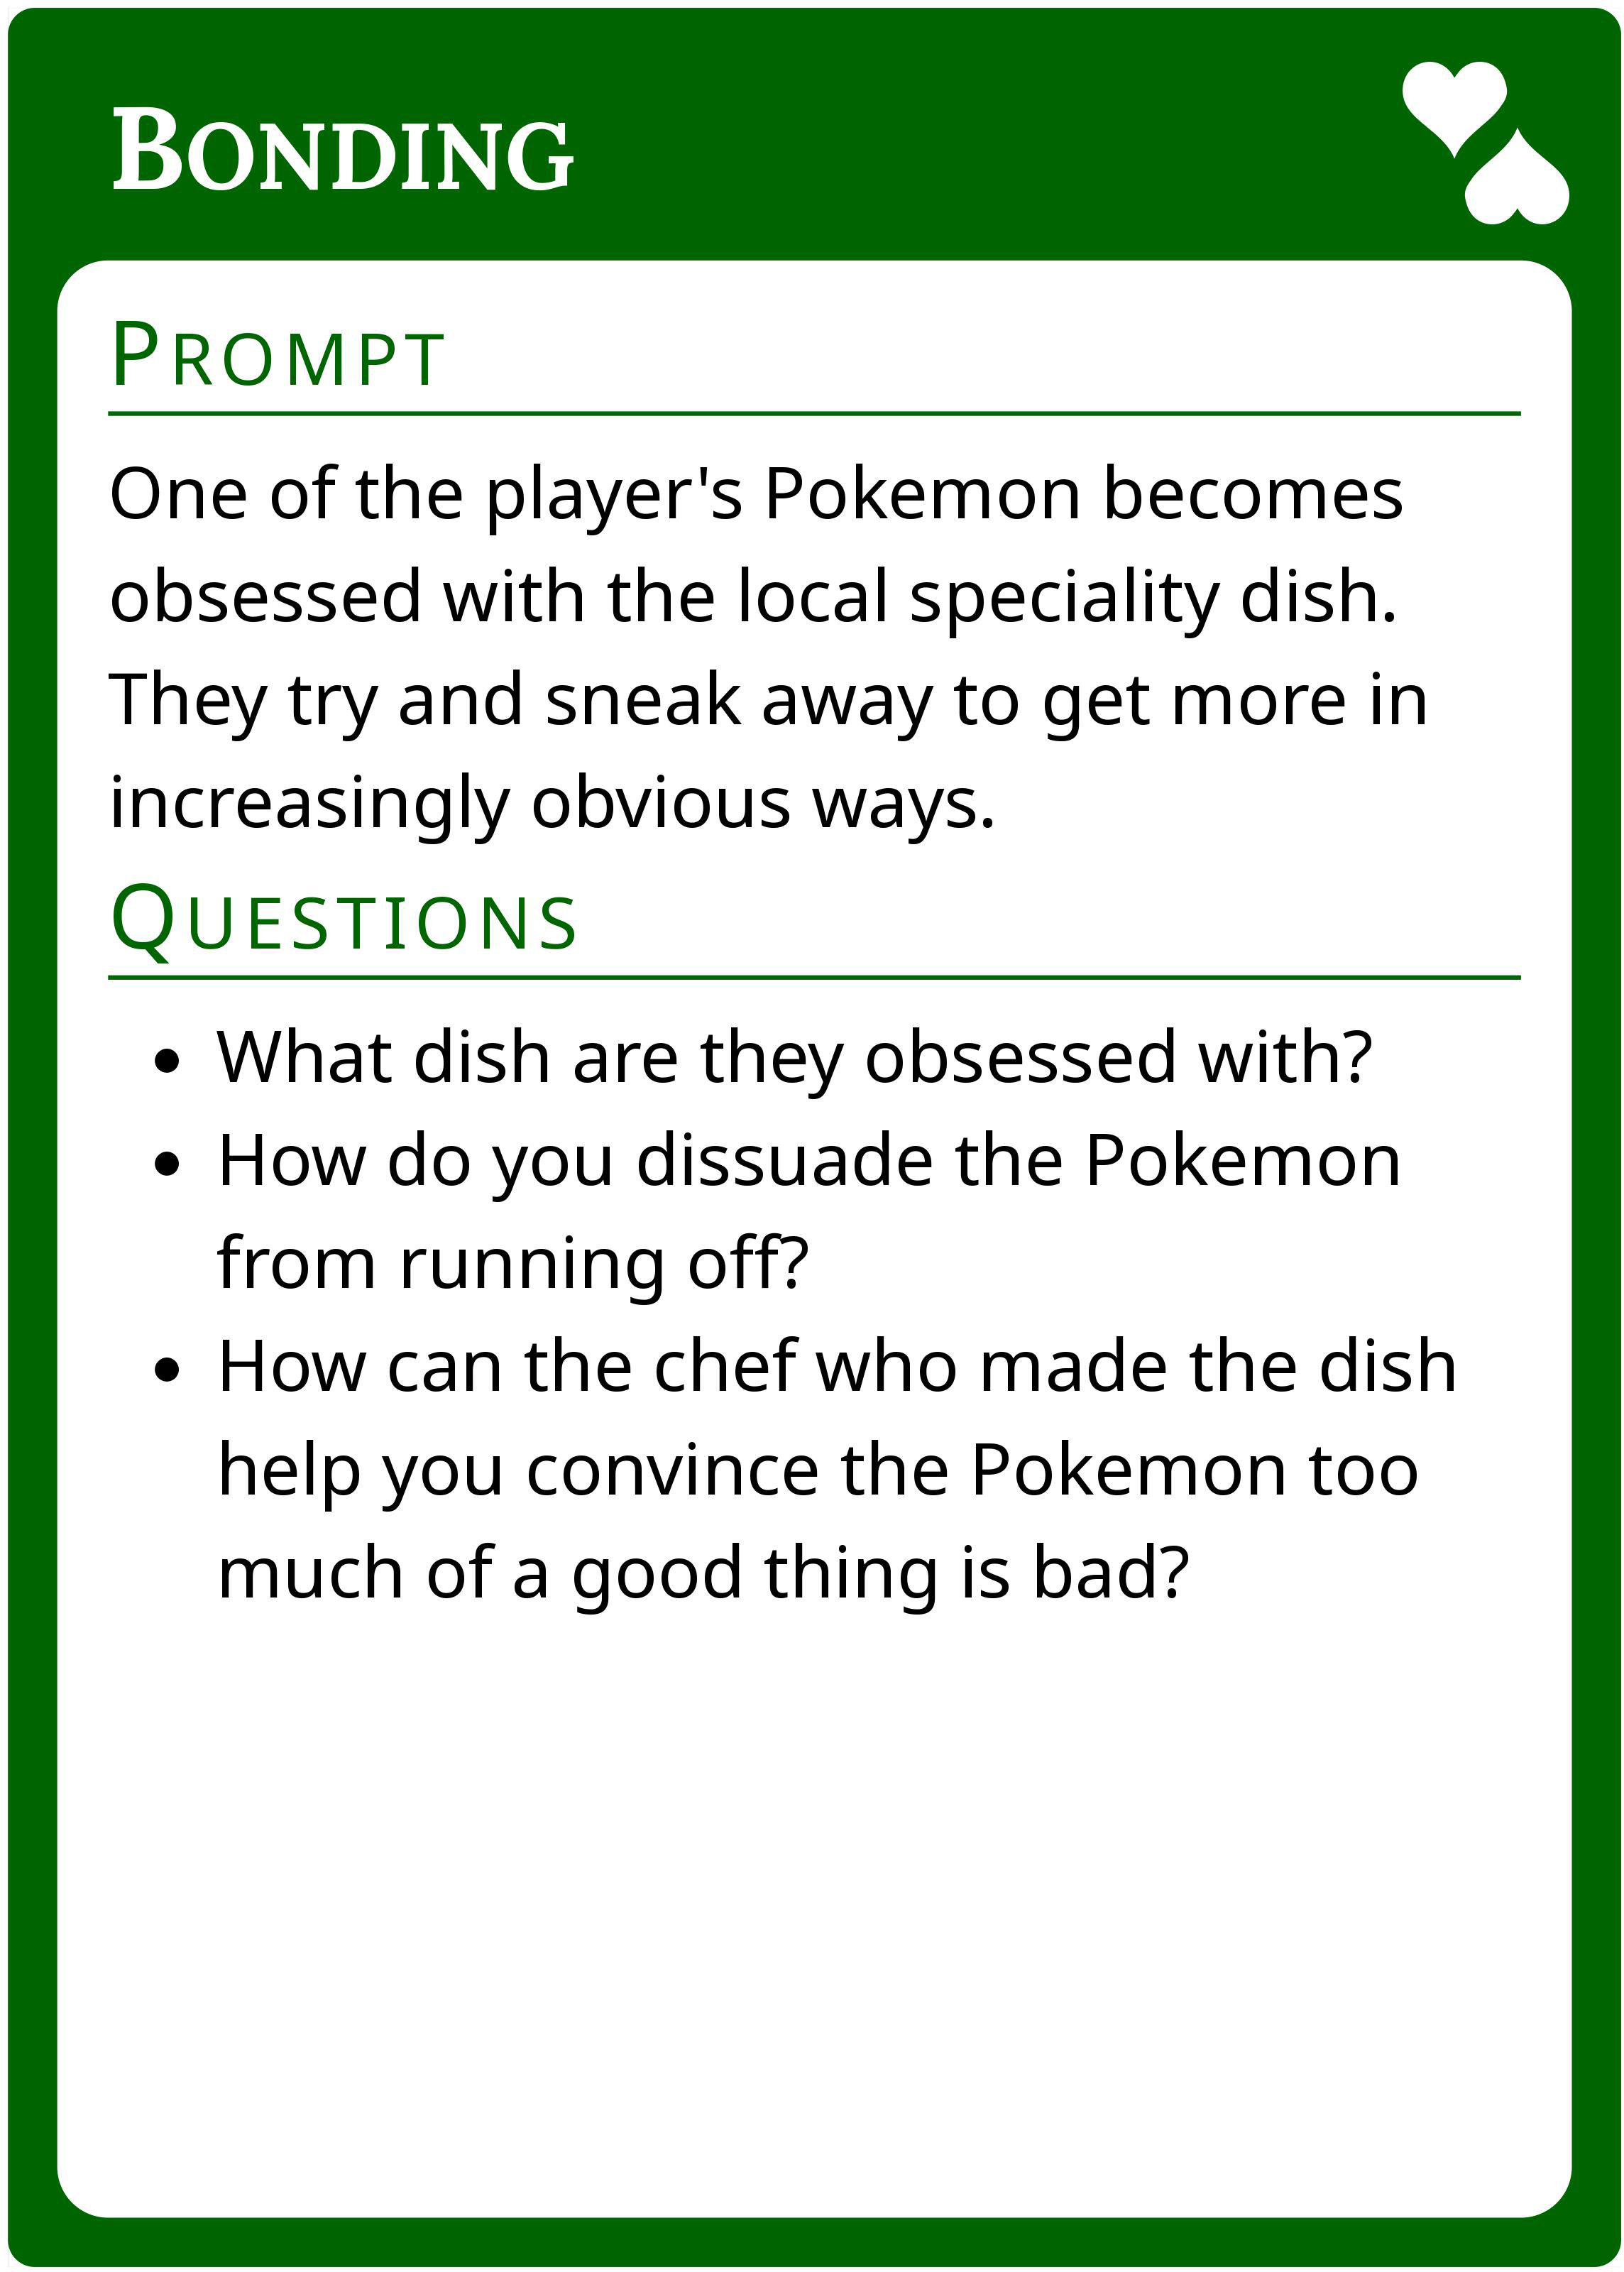 Bonding
Prompt
One of the player's Pokemon becomes
obsessed with the local speciality dish.
They try and sneak away to get more in
increasingly obvious ways.
Questions
• What dish are they obsessed with?
• How do you dissuade the Pokemon
from running off?
• How can the chef who made the dish
help you convince the Pokemon too
much of a good thing is bad?